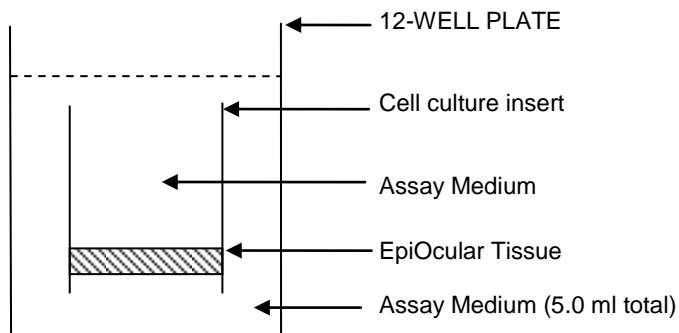 12-WELL PLATE
Cell culture insert
Assay Medium
EpiOcular Tissue
Assay Medium (5.0 ml total)